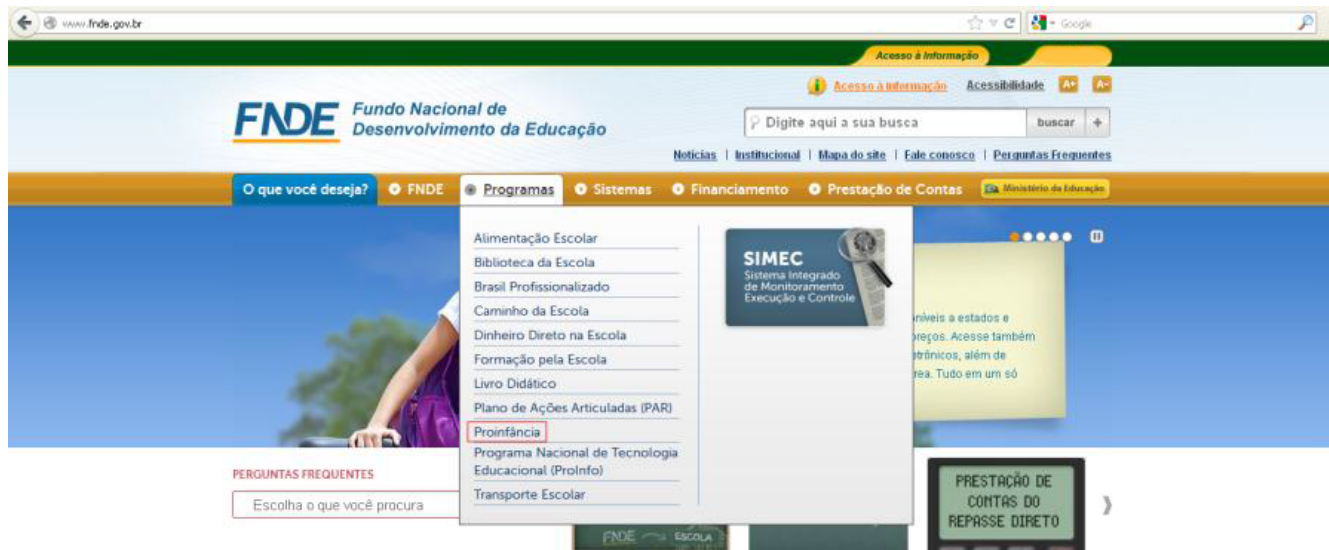 www.fnde.gov.br
Google
Acesso à Informação
Acesso à Informação Acessibilidade A+ A-
FNDE Fundo Nacional de
Desenvolvimento da Educação
Digite aqui a sua busca buscar +
Notícias | Institucional | Mapa do site | Fale conosco | Perguntas Frequentes
O que você deseja? FNDE Programas Sistemas Financiamento Prestação de Contas Ministério da Educação
Alimentação Escolar
Biblioteca da Escola
Brasil Profissionalizado
Caminho da Escola
Dinheiro Direto na Escola
Formação pela Escola
Livro Didático
Plano de Ações Articuladas (PAR)
Proinfância
Programa Nacional de Tecnologia
Educacional (ProInfo)
Transporte Escolar
SIMEC
Sistema Integrado
de Monitoramento
Execução e Controle
níveis a estados e
preços. Acesse também
trônicos, além de
rea. Tudo em um só
PERGUNTAS FREQUENTES
Escolha o que você procura
FNDE ESCOLA
PRESTAÇÃO DE
CONTAS DO
REPASSE DIRETO